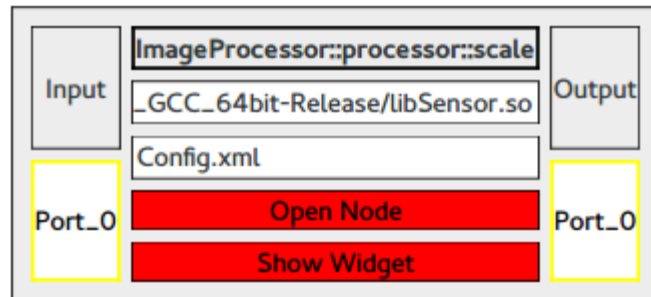 Input
ImageProcessor::processor::scale
_GCC_64bit-Release/libSensor.so
Output
Config.xml
Port_0
Open Node
Port_0
Show Widget